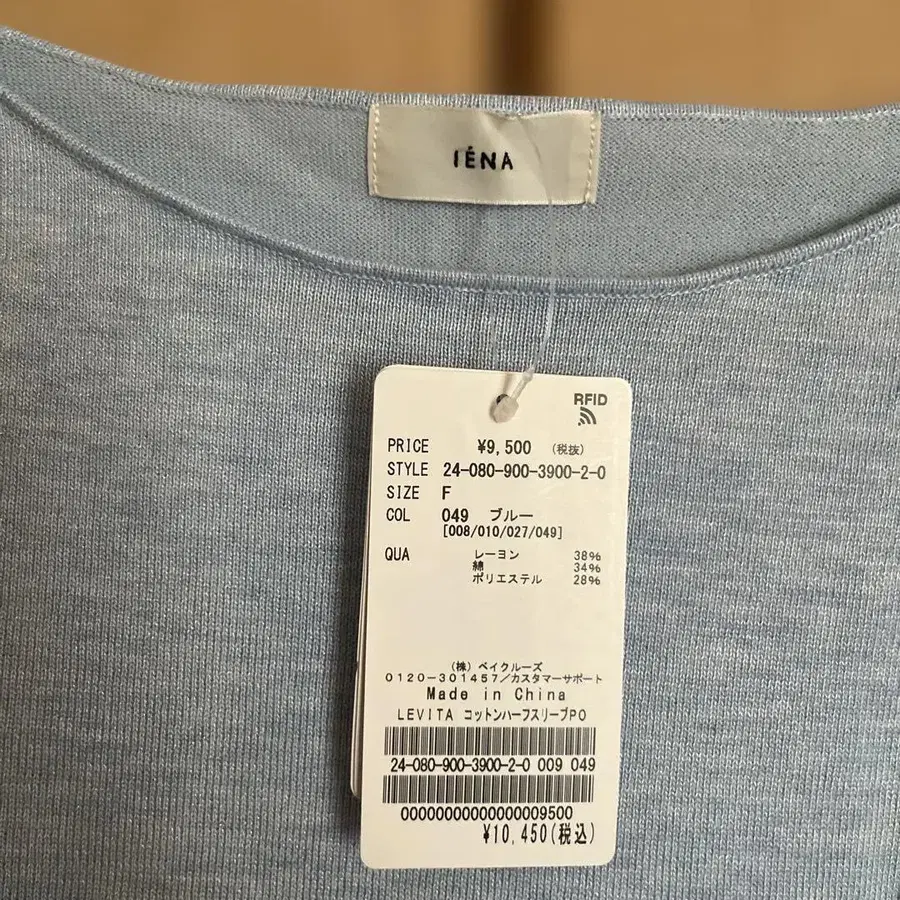 IÉNA
RFID
PRICE ¥9,500 (税抜)
STYLE 24-080-900-3900-2-0
SIZE F
COL 049 ブルー
[008/010/027/049]
QUA レーヨン 38%
綿 34%
ポリエステル 28%
(株)ベイクルーズ
0120-301457/カスタマーサポート
Made in China
LEVITA コットンハーフスリーブPO
24-080-900-3900-2-0 009 049
00000000000000009500
¥10,450(税込)